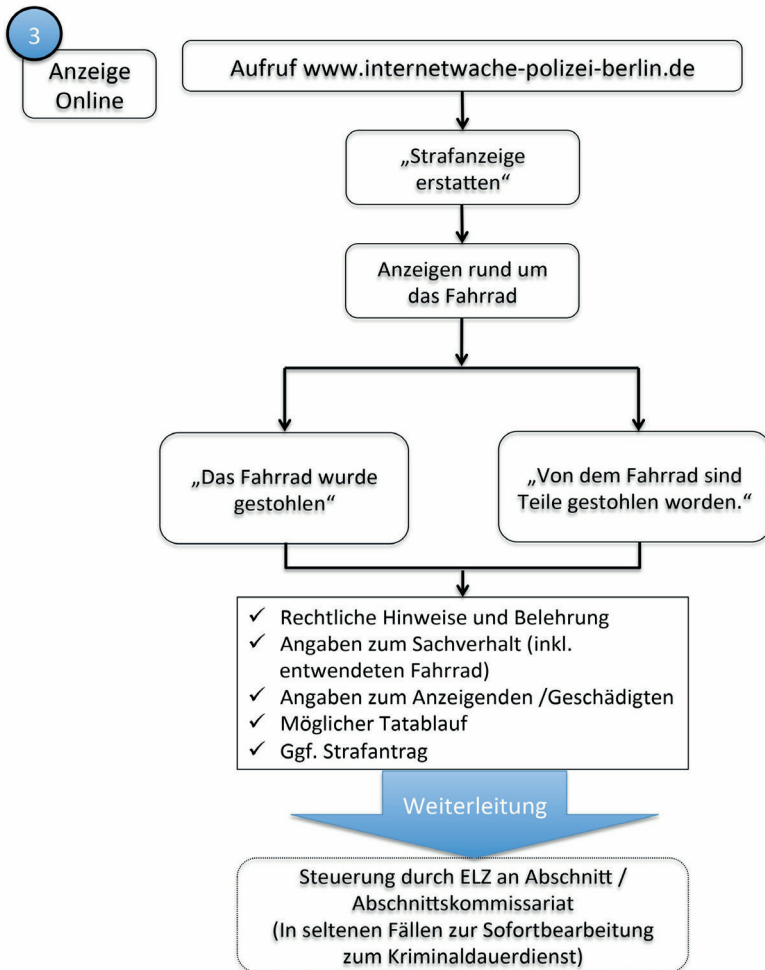 3
Anzeige
Online
Aufruf www.internetwache-polizei-berlin.de
„Strafanzeige
erstatten“
Anzeigen rund um
das Fahrrad
„Das Fahrrad wurde
gestohlen“
„Von dem Fahrrad sind
Teile gestohlen worden.“
✓ Rechtliche Hinweise und Belehrung
✓ Angaben zum Sachverhalt (inkl.
entwendeten Fahrrad)
✓ Angaben zum Anzeigenden /Geschädigten
✓ Möglicher Tatablauf
✓ Ggf. Strafantrag
Weiterleitung
Steuerung durch ELZ an Abschnitt /
Abschnittskommissariat
(In seltenen Fällen zur Sofortbearbeitung
zum Kriminaldauerdienst)